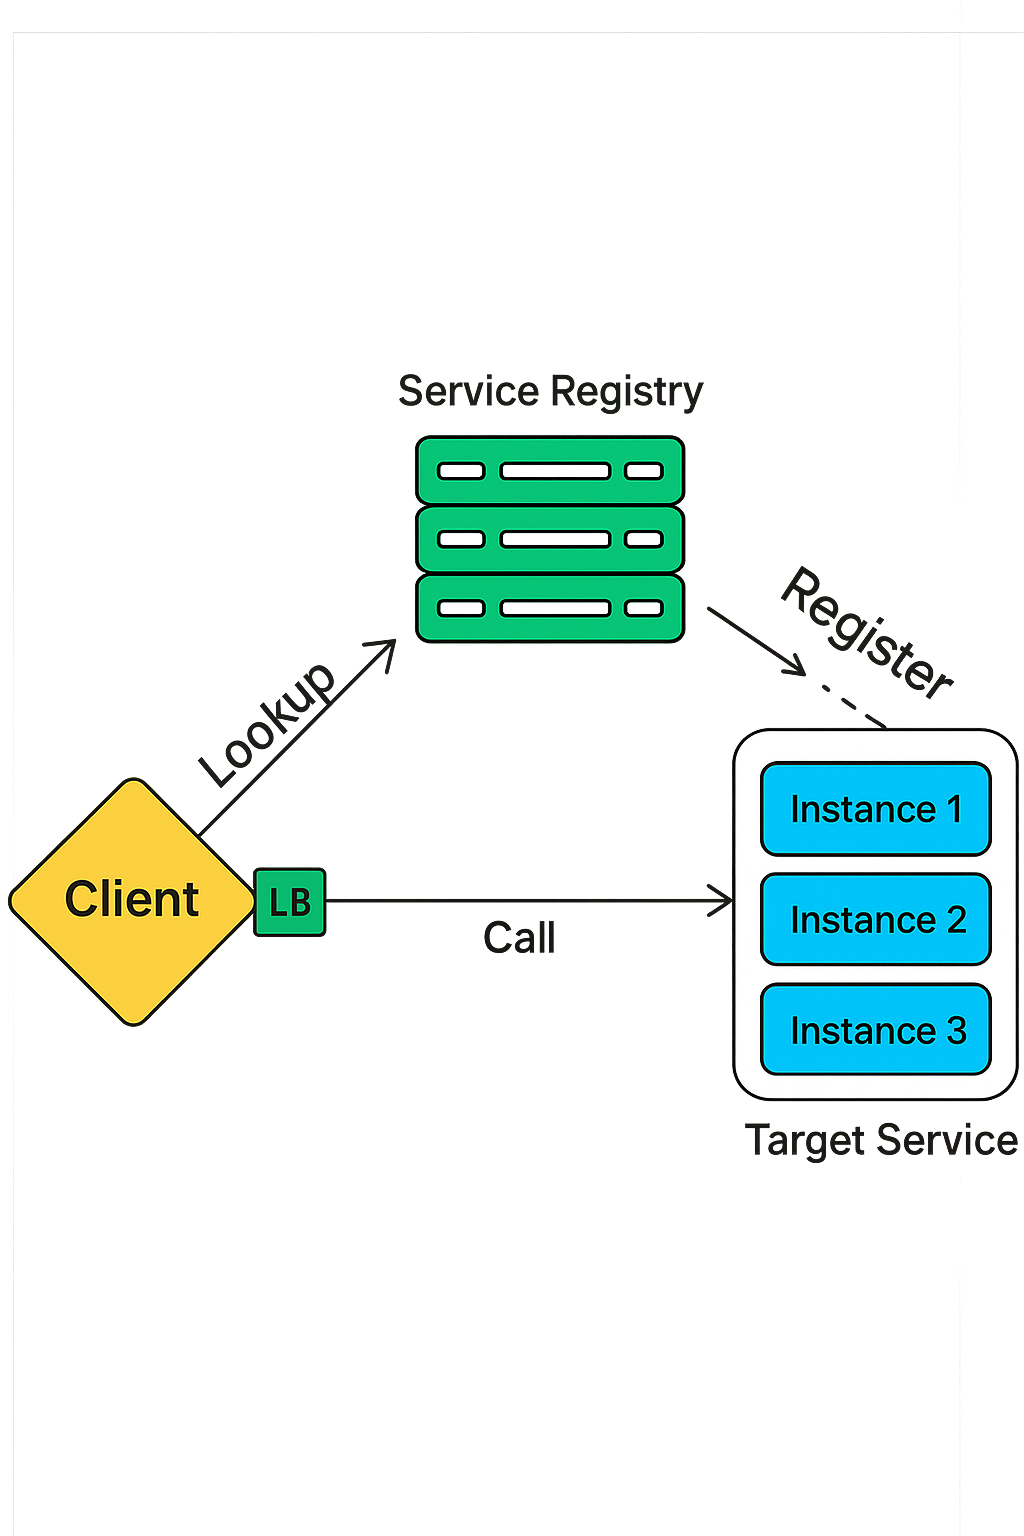 Service Registry
Register
Lookup
Client
LB
Call
Instance 1
Instance 2
Instance 3
Target Service